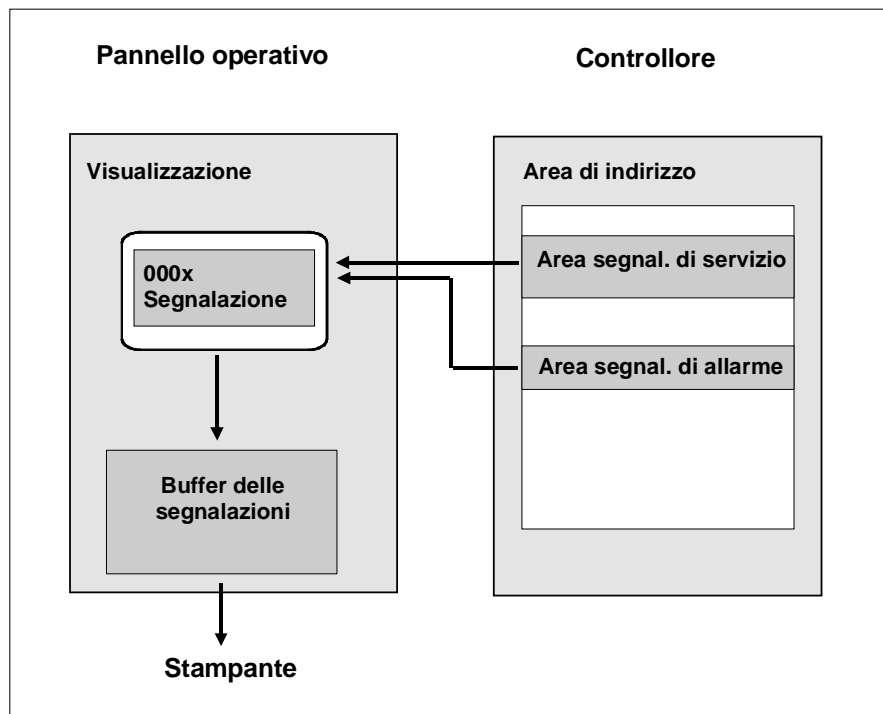 Pannello operativo
Controllore
Visualizzazione
Area di indirizzo
000x
Segnalazione
Area segnal. di servizio
Area segnal. di allarme
Buffer delle
segnalazioni
Stampante